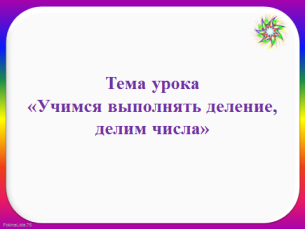 Тема урока
«Учимся выполнять деление,
делим числа»